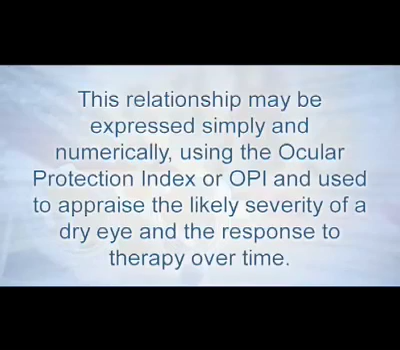 This relationship may be
expressed simply and
numerically, using the Ocular
Protection Index or OPI and used
to appraise the likely severity of a
dry eye and the response to
therapy over time.